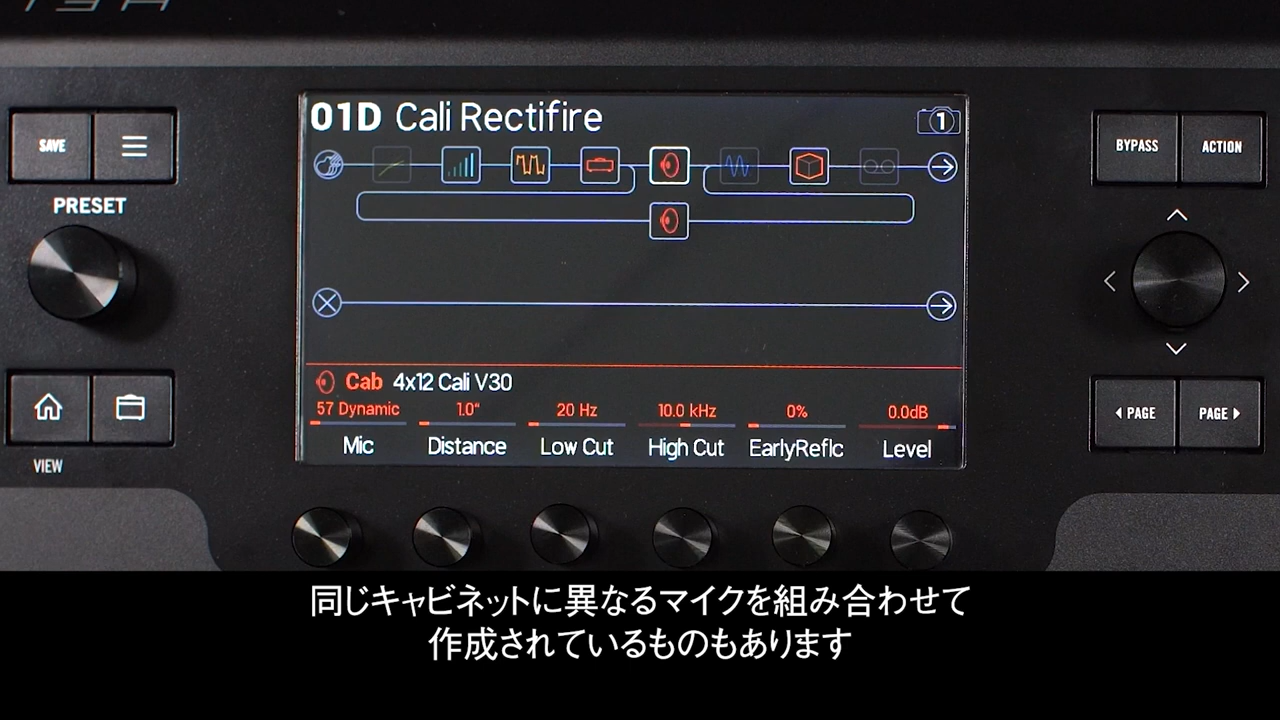 01D Cali Rectifire
1
SAVE
BYPASS
ACTION
PRESET
Cab 4x12 Cali V30
57 Dynamic 1.0" 20 Hz 10.0 kHz 0% 0.0dB
Mic Distance Low Cut High Cut EarlyReflc Level
PAGE
PAGE
VIEW
同じキャビネットに異なるマイクを組み合わせて
作成されているものもあります